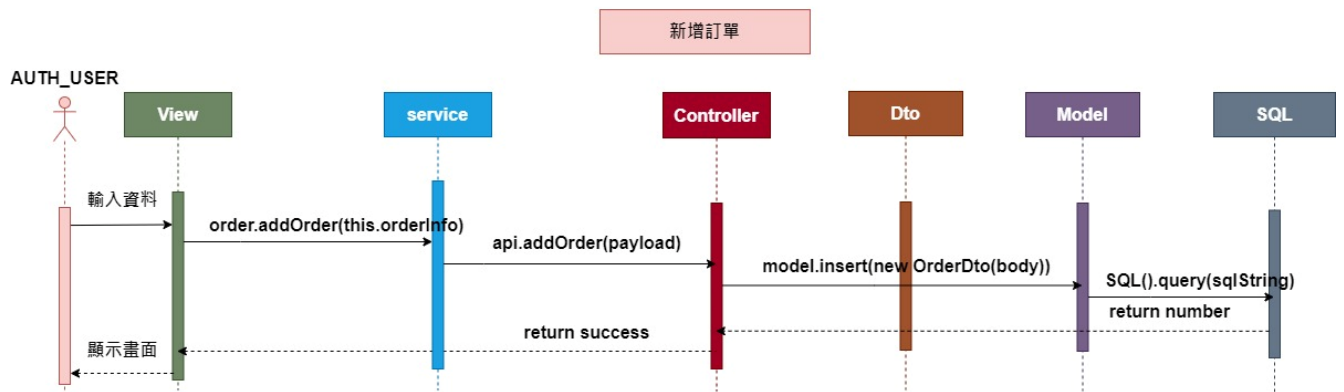 新增訂單
AUTH_USER
View
service
Controller
Dto
Model
SQL
輸入資料
order.addOrder(this.orderInfo)
api.addOrder(payload)
model.insert(new OrderDto(body))
SQL().query(sqlString)
return number
return success
顯示畫面